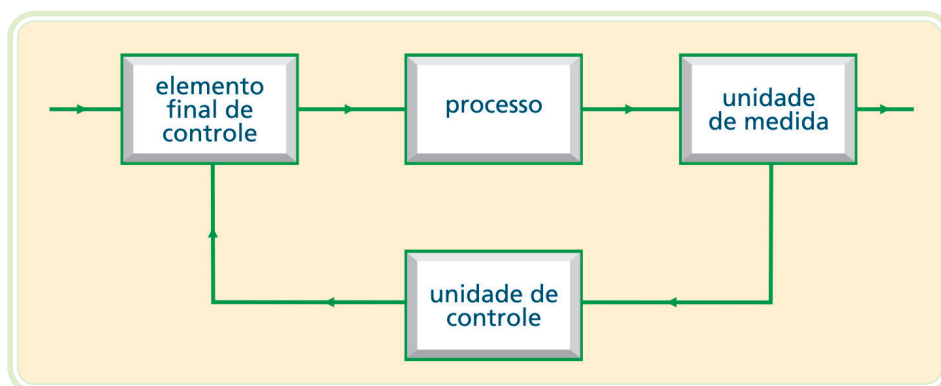 elemento
final de
controle
processo
unidade
de medida
unidade de
controle